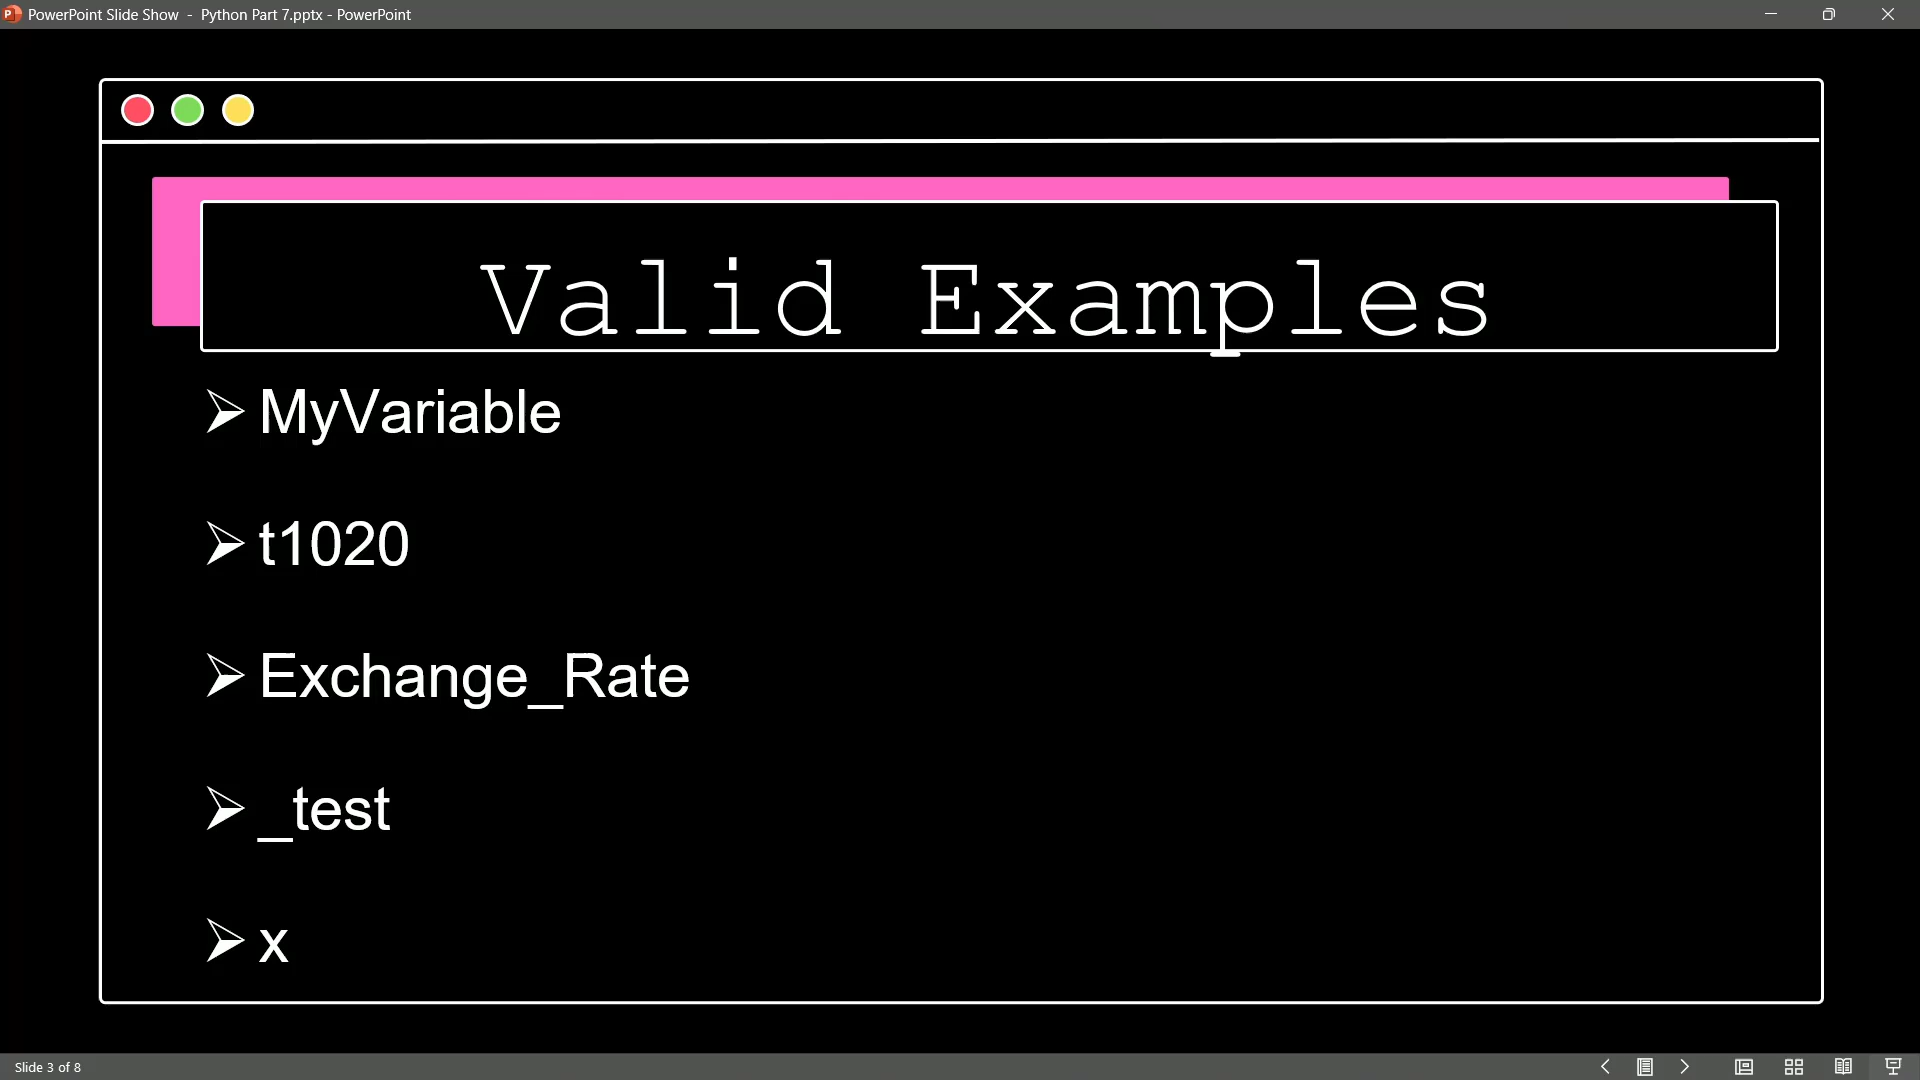 PowerPoint Slide Show - Python Part 7.pptx - PowerPoint
Valid Examples
MyVariable
t1020
Exchange_Rate
_test
x
Slide 3 of 8